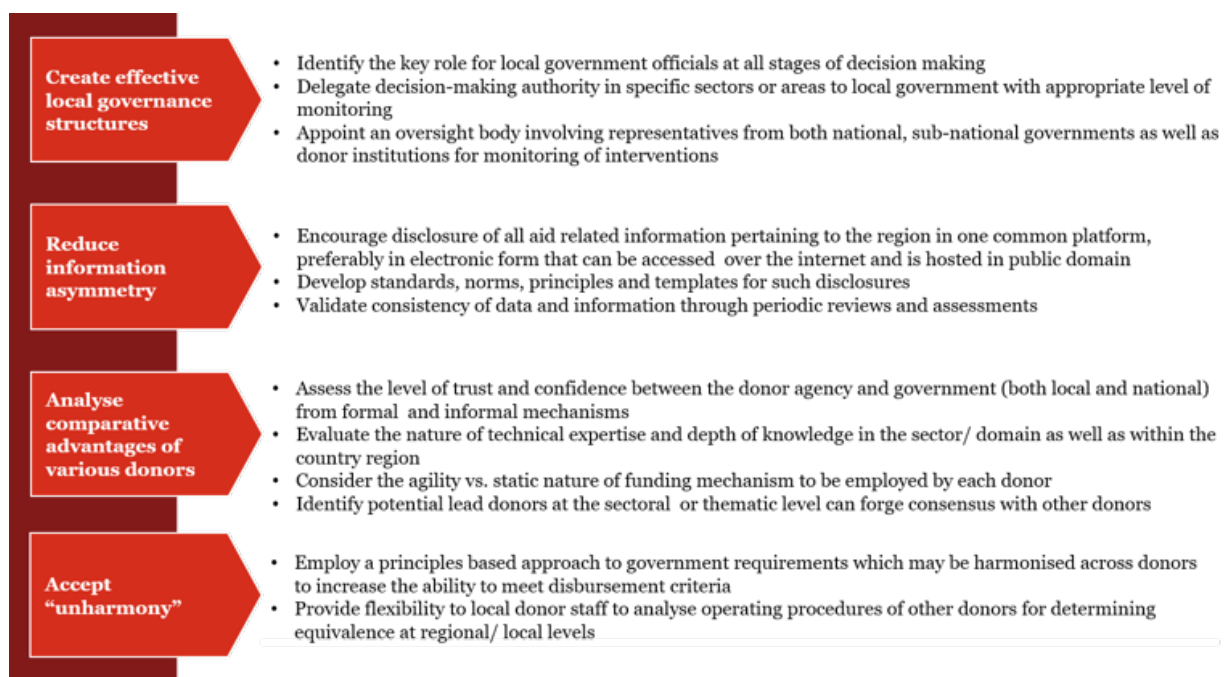 Create effective
local governance
structures
• Identify the key role for local government officials at all stages of decision making
• Delegate decision-making authority in specific sectors or areas to local government with appropriate level of
monitoring
• Appoint an oversight body involving representatives from both national, sub-national governments as well as
donor institutions for monitoring of interventions
Reduce
information
asymmetry
• Encourage disclosure of all aid related information pertaining to the region in one common platform,
preferably in electronic form that can be accessed over the internet and is hosted in public domain
• Develop standards, norms, principles and templates for such disclosures
• Validate consistency of data and information through periodic reviews and assessments
Analyse
comparative
advantages of
various donors
• Assess the level of trust and confidence between the donor agency and government (both local and national)
from formal and informal mechanisms
• Evaluate the nature of technical expertise and depth of knowledge in the sector/ domain as well as within the
country region
• Consider the agility vs. static nature of funding mechanism to be employed by each donor
• Identify potential lead donors at the sectoral or thematic level can forge consensus with other donors
Accept
“unharmony”
• Employ a principles based approach to government requirements which may be harmonised across donors
to increase the ability to meet disbursement criteria
• Provide flexibility to local donor staff to analyse operating procedures of other donors for determining
equivalence at regional/ local levels